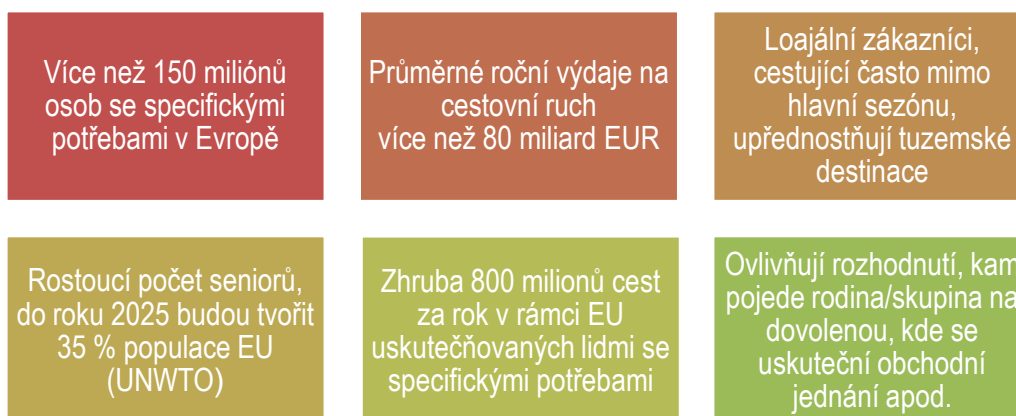 Více než 150 miliónů
osob se specifickými
potřebami v Evropě
Průměrné roční výdaje na
cestovní ruch
více než 80 miliard EUR
Loajální zákazníci,
cestující často mimo
hlavní sezónu,
upřednostňují tuzemské
destinace
Rostoucí počet seniorů,
do roku 2025 budou tvořit
35 % populace EU
(UNWTO)
Zhruba 800 milionů cest
za rok v rámci EU
uskutečňovaných lidmi se
specifickými potřebami
Ovlivňují rozhodnutí, kam
pojede rodina/skupina na
dovolenou, kde se
uskuteční obchodní
jednání apod.